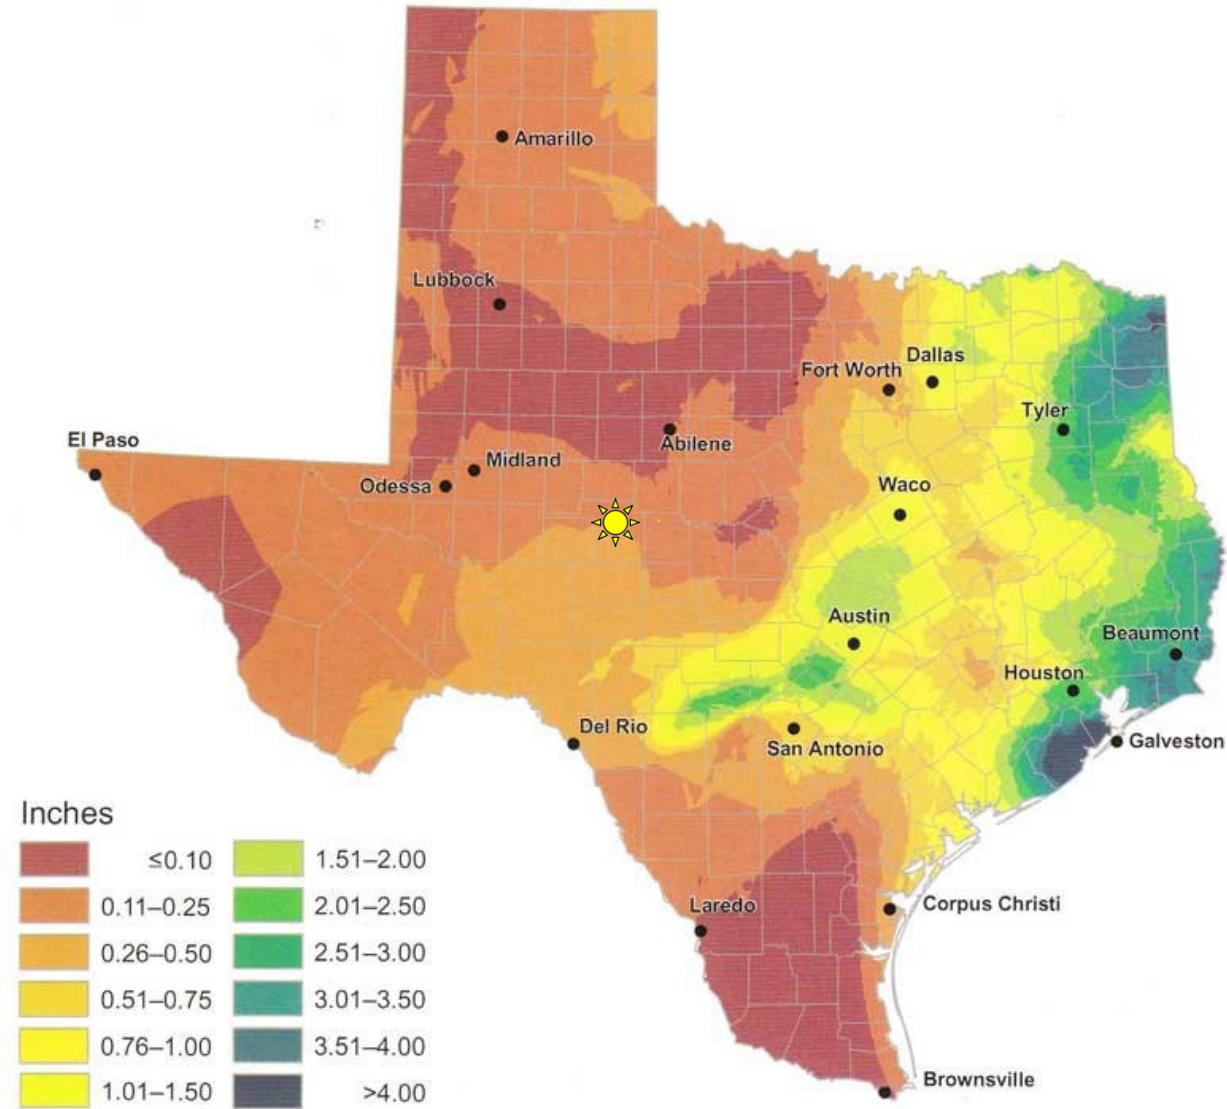 Amarillo
Lubbock
Dallas
Fort Worth
Tyler
El Paso
Abilene
Midland
Odessa
Waco
Austin
Beaumont
Houston
Del Rio
San Antonio
Galveston
Laredo
Corpus Christi
Brownsville
Inches
≤0.10
0.11–0.25
0.26–0.50
0.51–0.75
0.76–1.00
1.01–1.50
1.51–2.00
2.01–2.50
2.51–3.00
3.01–3.50
3.51–4.00
>4.00